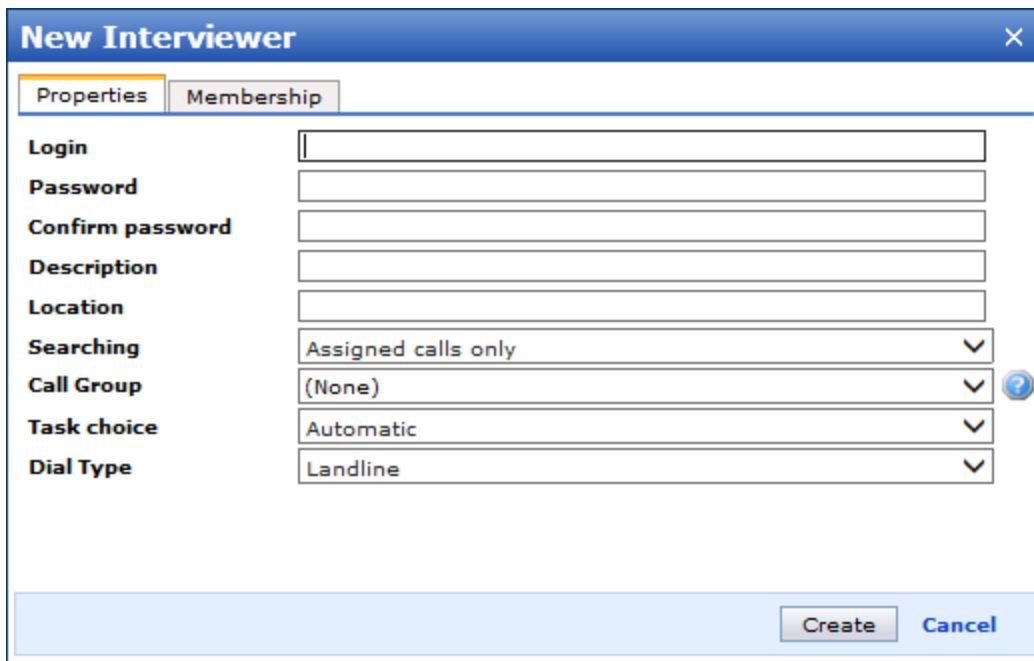 New Interviewer
Properties Membership
Login
Password
Confirm password
Description
Location
Searching Assigned calls only
Call Group (None) ?
Task choice Automatic
Dial Type Landline
Create Cancel